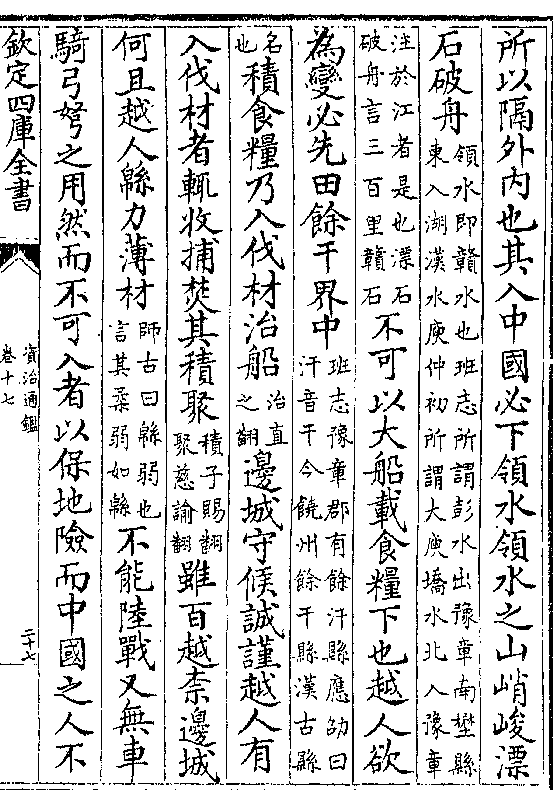 所以隔外内也其入中國必下領水領水之山峭峻漂
石破舟領水即贛水也班志所謂彭水出豫章南壄縣
東入湖漢水庾仲初所謂大庾嶠水北入豫章
注於江者是也漂石
破舟言三百里贛石不可以大船載食糧下也越人欲
為變必先田餘干界中班志豫章郡有餘汗縣應劭曰
汗音干今饒州餘干縣漢古縣
名
也積食糧乃入伐材治船治直
之翻邊城守候誠謹越人有
入伐材者輒收捕焚其積聚積子賜翻
聚慈諭翻雖百越柰邊城
何且越人緜力薄材師古曰緜弱也
言其柔弱如緜不能陸戰又無車
騎弓弩之用然而不可入者以保地險而中國之人不
欽定四庫全書
資治通鑑
卷十七
二十七